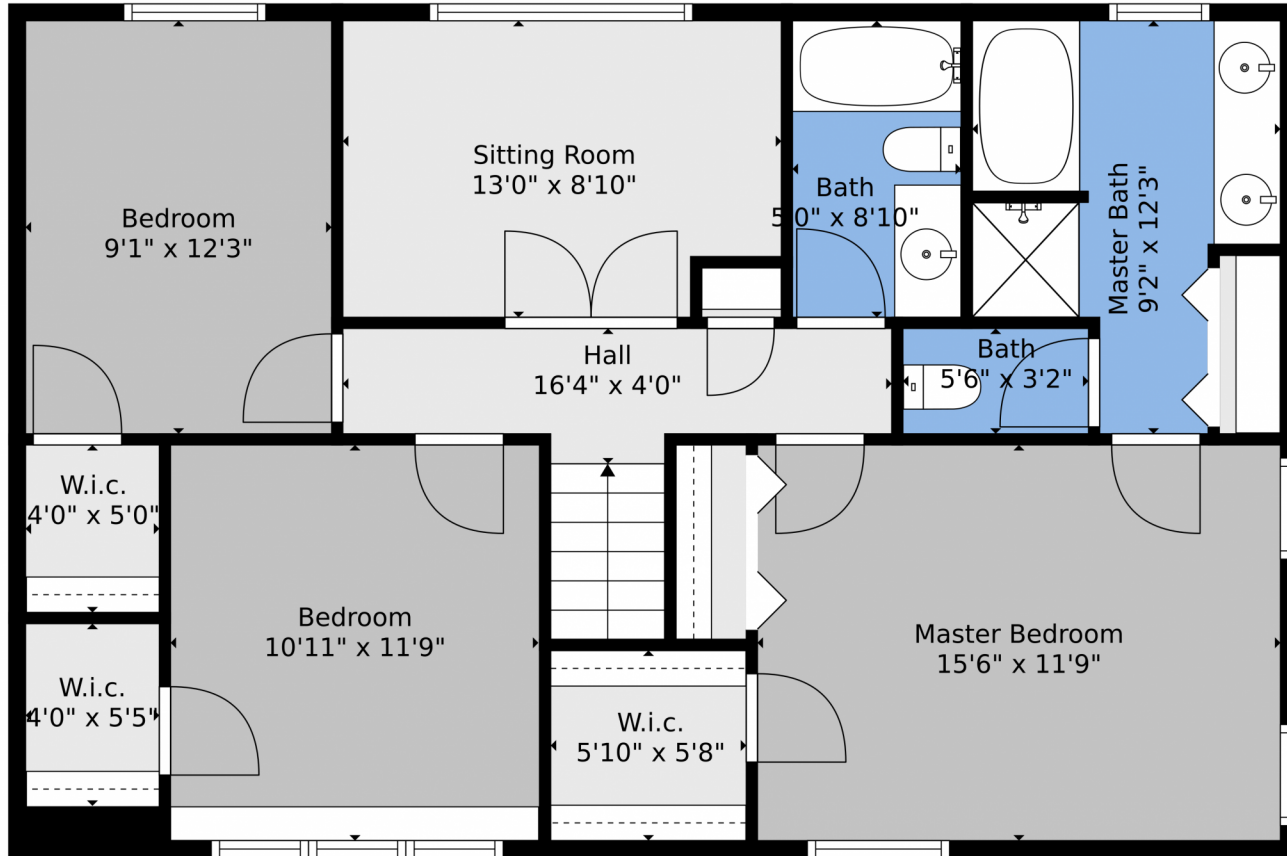 Bedroom
9'1" x 12'3"
Sitting Room
13'0" x 8'10"
Bath
5'0" x 8'10"
Master Bath
9'2" x 12'3"
Hall
16'4" x 4'0"
Bath
5'6" x 3'2"
W.i.c.
4'0" x 5'0"
W.i.c.
4'0" x 5'5"
Bedroom
10'11" x 11'9"
W.i.c.
5'10" x 5'8"
Master Bedroom
15'6" x 11'9"